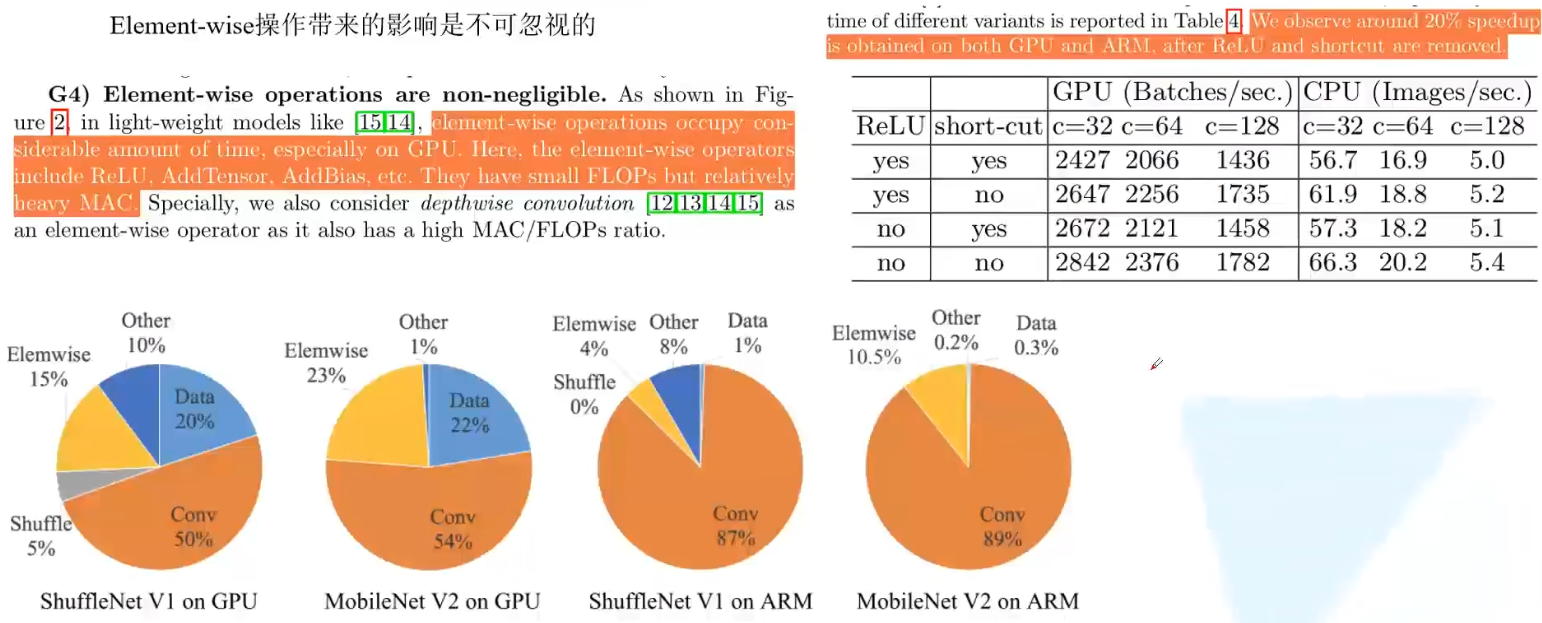 Element-wise操作带来的影响是不可忽视的
G4) Element-wise operations are non-negligible. As shown in Fig-
ure 2, in light-weight models like [15,14], element-wise operations occupy con-
siderable amount of time, especially on GPU. Here, the element-wise operators
include ReLU, AddTensor, AddBias, etc. They have small FLOPs but relatively
heavy MAC. Specially, we also consider depthwise convolution [12,13,14,15] as
an element-wise operator as it also has a high MAC/FLOPs ratio.
time of different variants is reported in Table 4. We observe around 20% speedup
is obtained on both GPU and ARM, after ReLU and shortcut are removed.
GPU (Batches/sec.) CPU (Images/sec.)
ReLU short-cut c=32 c=64 c=128 c=32 c=64 c=128
yes yes 2427 2066 1436 56.7 16.9 5.0
yes no 2647 2256 1735 61.9 18.8 5.2
no yes 2672 2121 1458 57.3 18.2 5.1
no no 2842 2376 1782 66.3 20.2 5.4
Other
10%
Elemwise
15%
Data
20%
Shuffle
5%
Conv
50%
ShuffleNet V1 on GPU
Other
1%
Elemwise
23%
Data
22%
Conv
54%
MobileNet V2 on GPU
Elemwise
4%
Other
8%
Data
1%
Shuffle
0%
Conv
87%
ShuffleNet V1 on ARM
Elemwise
10.5%
Other
0.2%
Data
0.3%
Conv
89%
MobileNet V2 on ARM